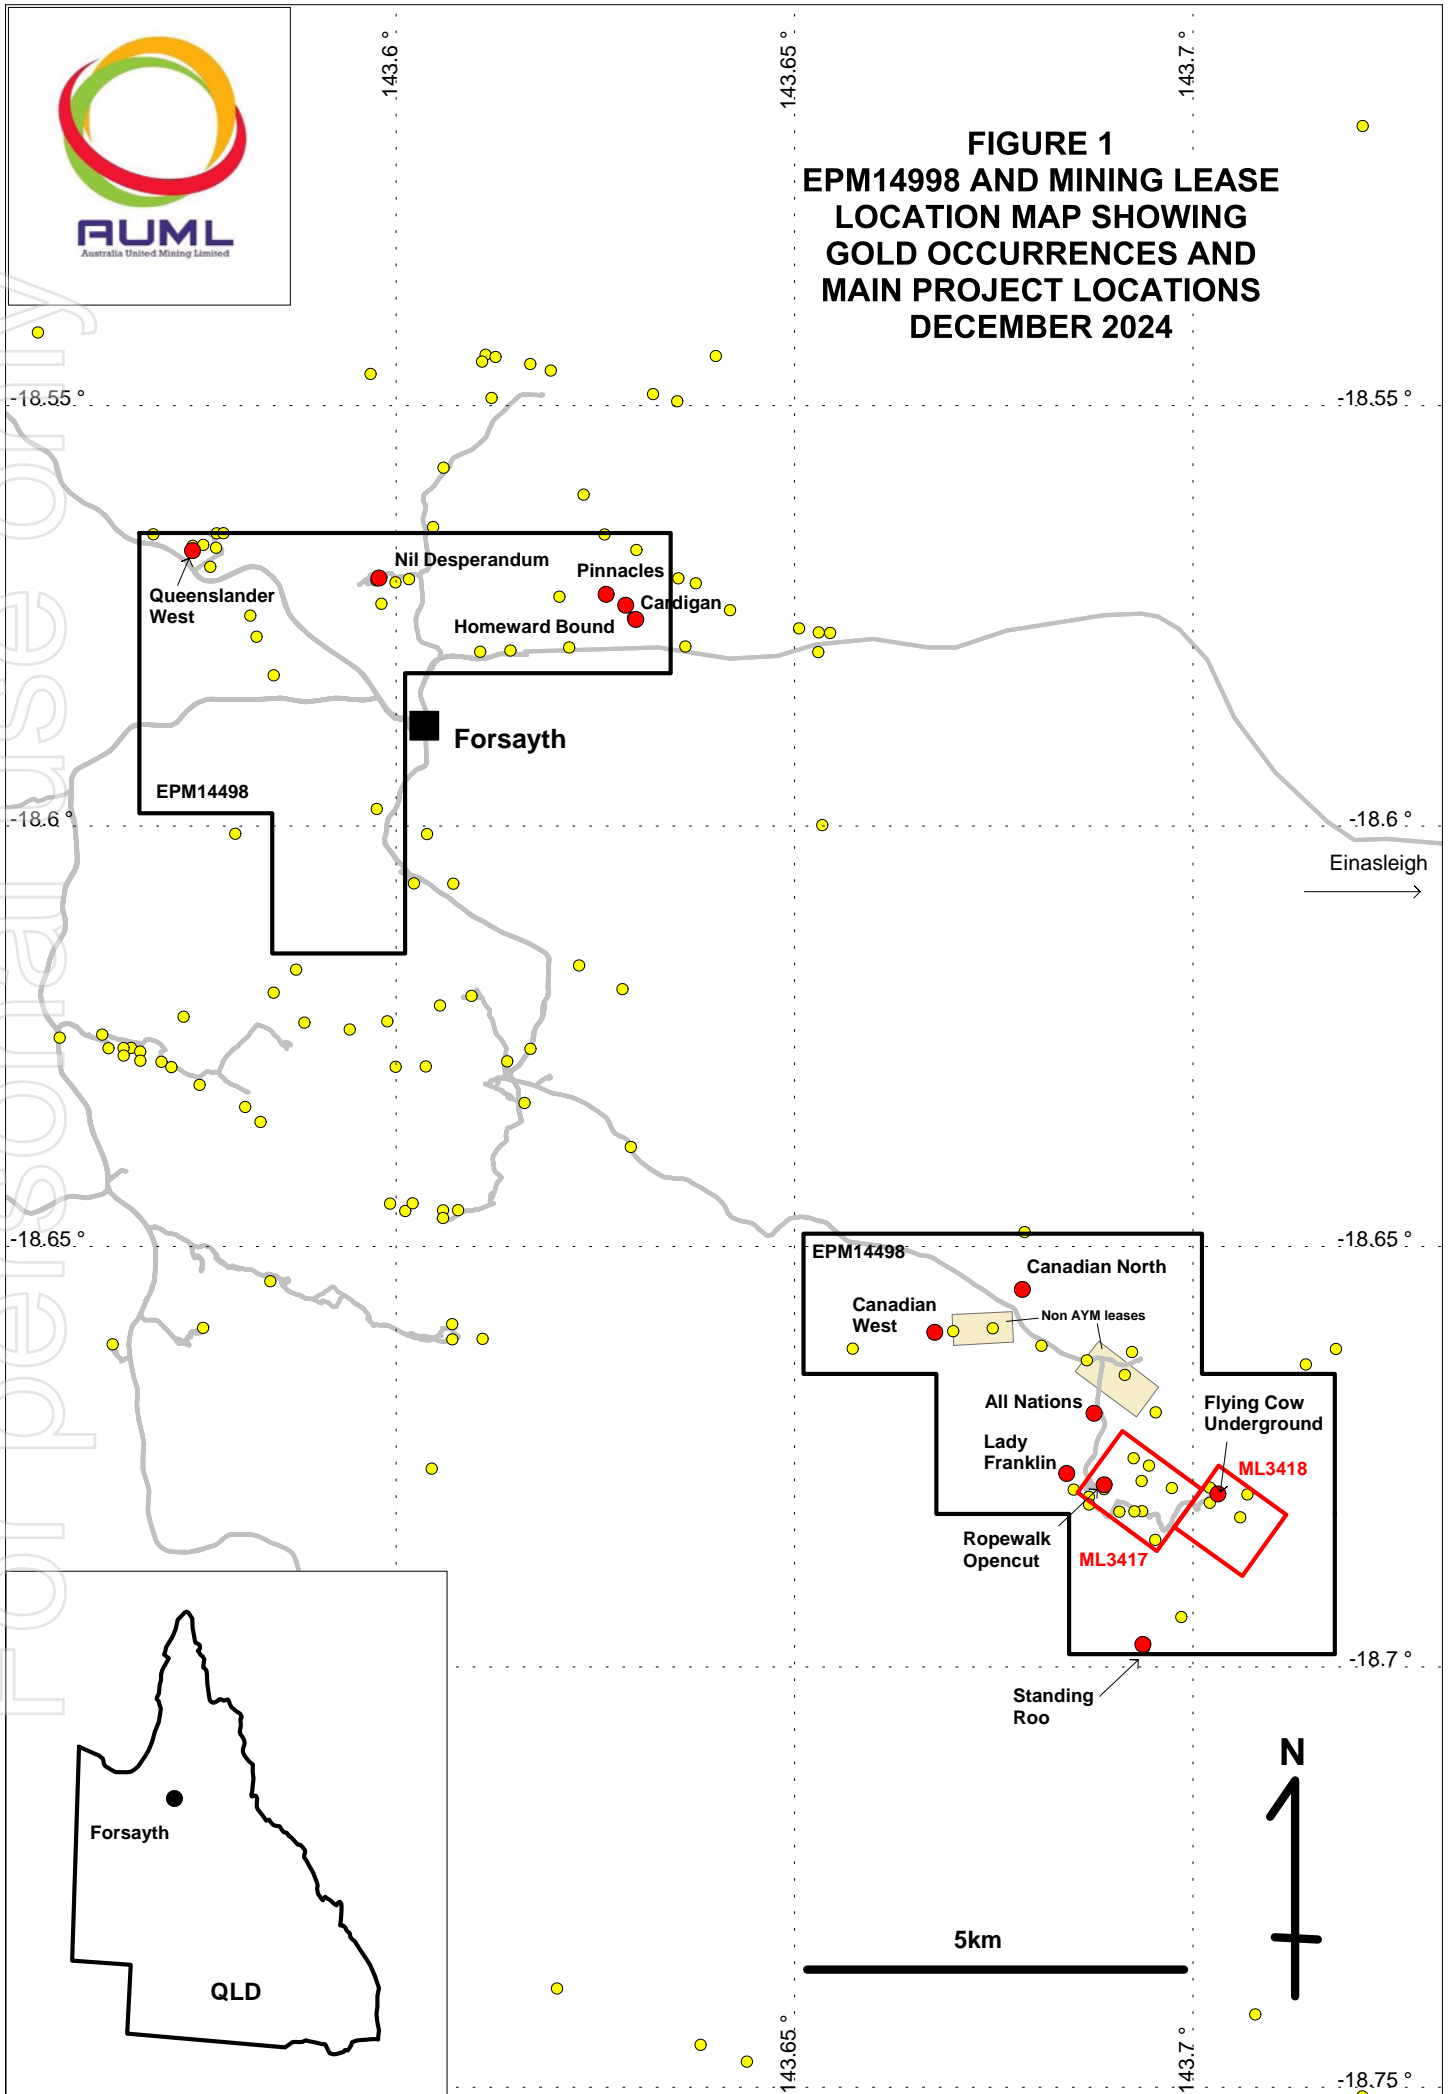 AUML
Australia United Mining Limited
143.6 °
143.65 °
143.7 °
FIGURE 1
EPM14998 AND MINING LEASE
LOCATION MAP SHOWING
GOLD OCCURRENCES AND
MAIN PROJECT LOCATIONS
DECEMBER 2024
For personal use only
-18.55 °
-18.55 °
Nil Desperandum
Pinnacles
Queenslander
West
Cardigan
Homeward Bound
Forsayth
EPM14498
-18.6 °
-18.6 °
Einasleigh
-18.65 °
-18.65 °
EPM14498
Canadian North
Canadian
West
Non AYM leases
All Nations
Flying Cow
Underground
Lady
Franklin
ML3418
Ropewalk
Opencut
ML3417
-18.7 °
Standing
Roo
N
Forsayth
QLD
5km
143.65 °
143.7 °
-18.75 °